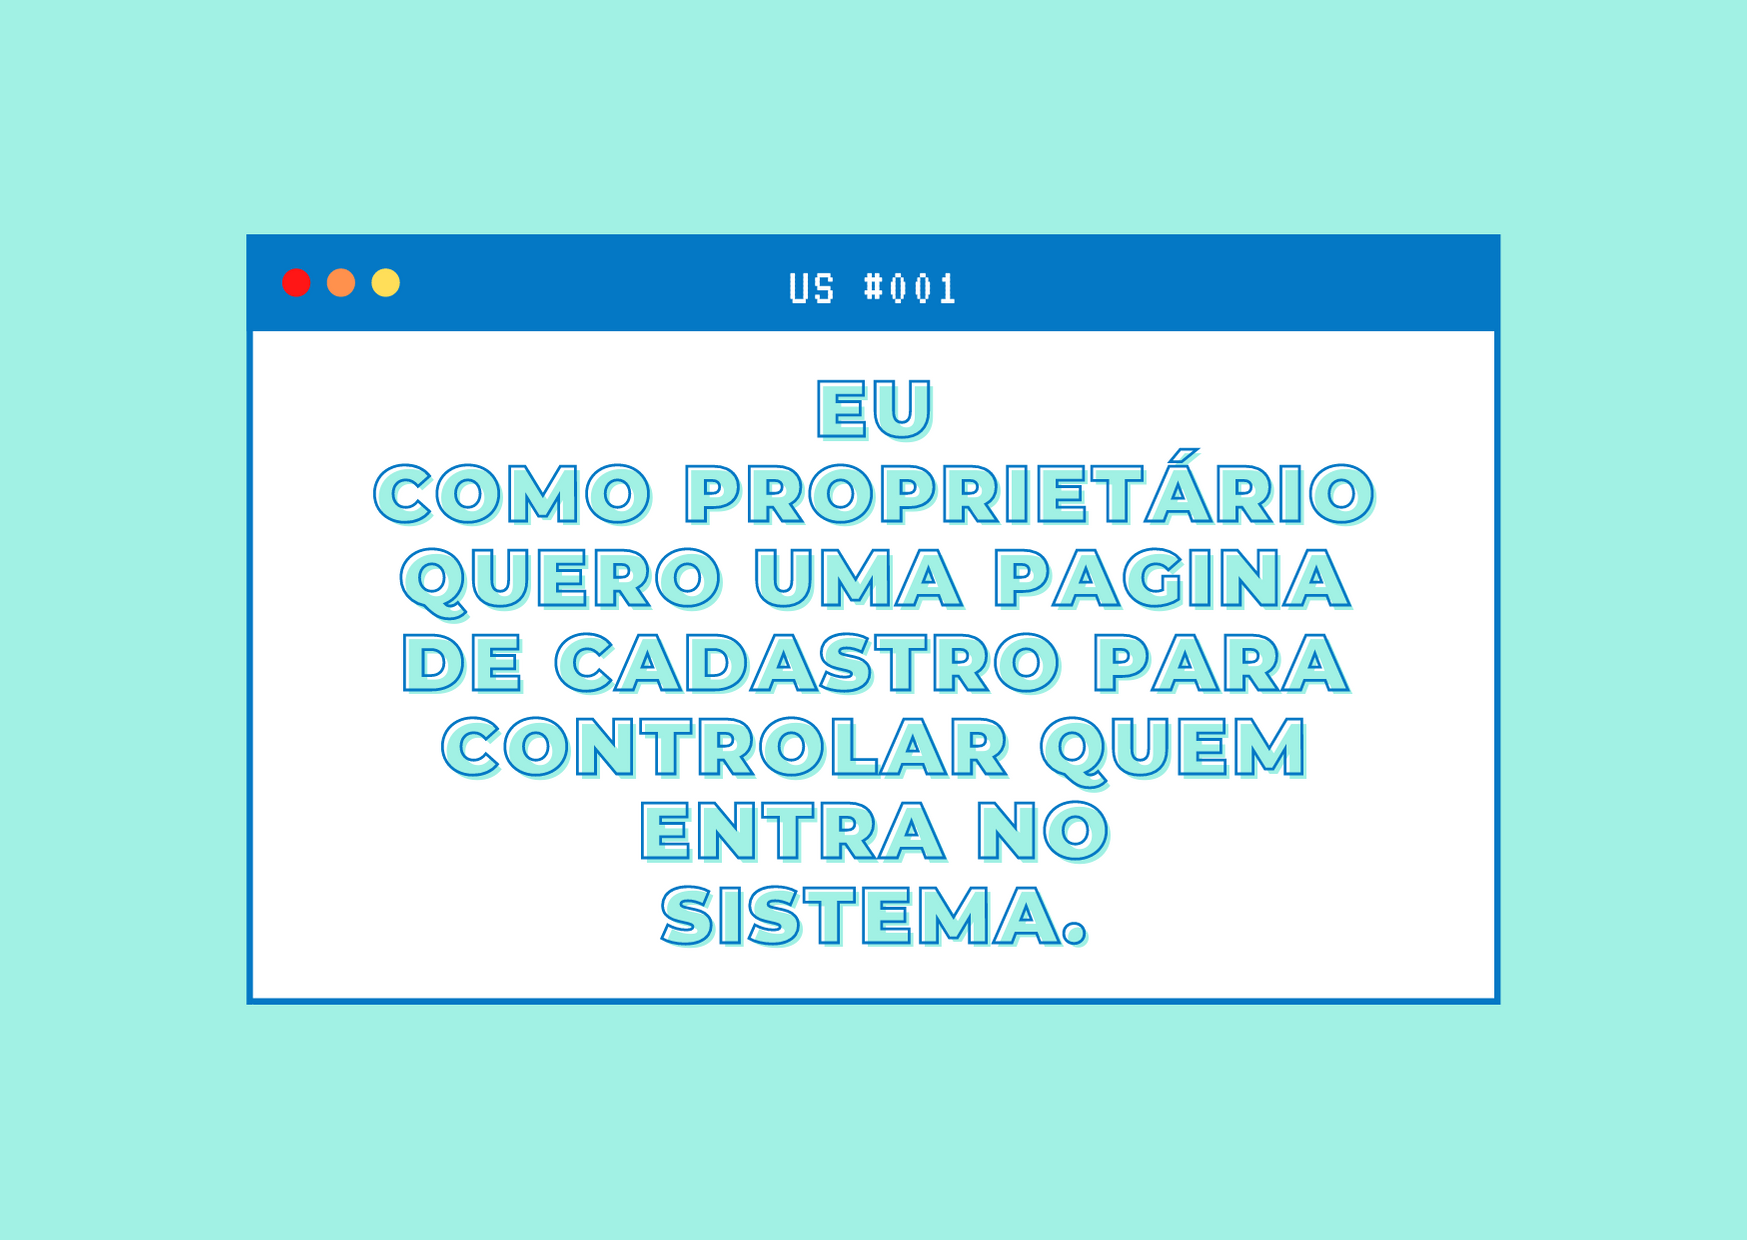 US #001
EU
COMO PROPRIETÁRIO
QUERO UMA PAGINA
DE CADASTRO PARA
CONTROLAR QUEM
ENTRA NO
SISTEMA.